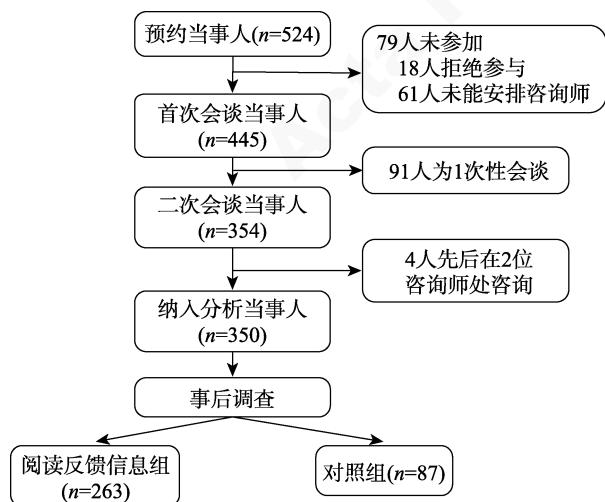 预约当事人(n=524)
79人未参加
18人拒绝参与
61人未能安排咨询师
首次会谈当事人
(n=445)
91人为1次性会谈
二次会谈当事人
(n=354)
4人先后在2位
咨询师处咨询
纳入分析当事人
(n=350)
事后调查
阅读反馈信息组
(n=263)
对照组(n=87)